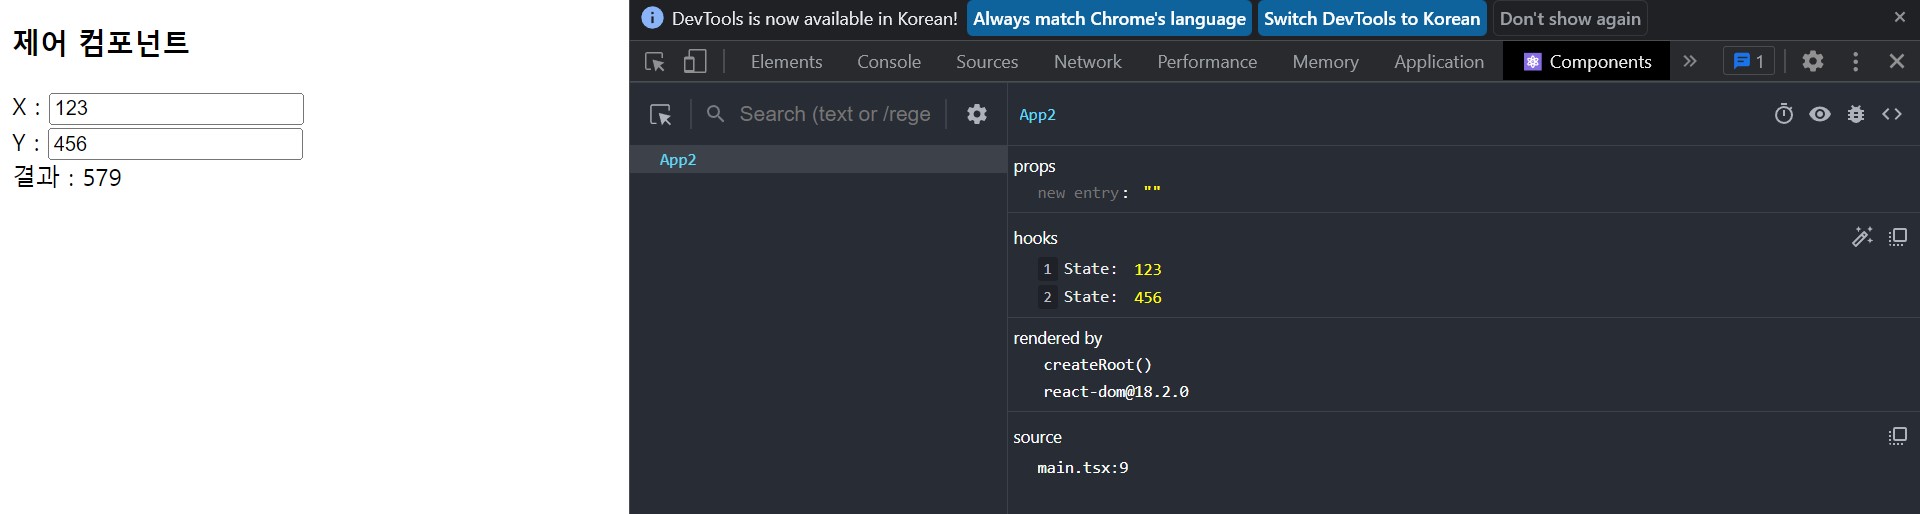 제어 컴포넌트
X : 123
Y : 456
결과 : 579
DevTools is now available in Korean! Always match Chrome's language Switch DevTools to Korean Don't show again
Elements Console Sources Network Performance Memory Application Components 1
Search (text or /rege
App2
App2
props
new entry: ""
hooks
1 State: 123
2 State: 456
rendered by
createRoot()
react-dom@18.2.0
source
main.tsx:9